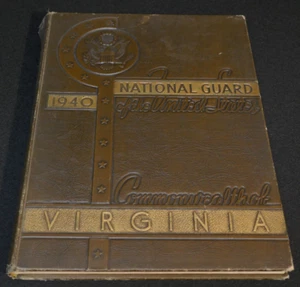 NATIONAL GUARD
1940
of the United States
Commonwealth of
VIRGINIA